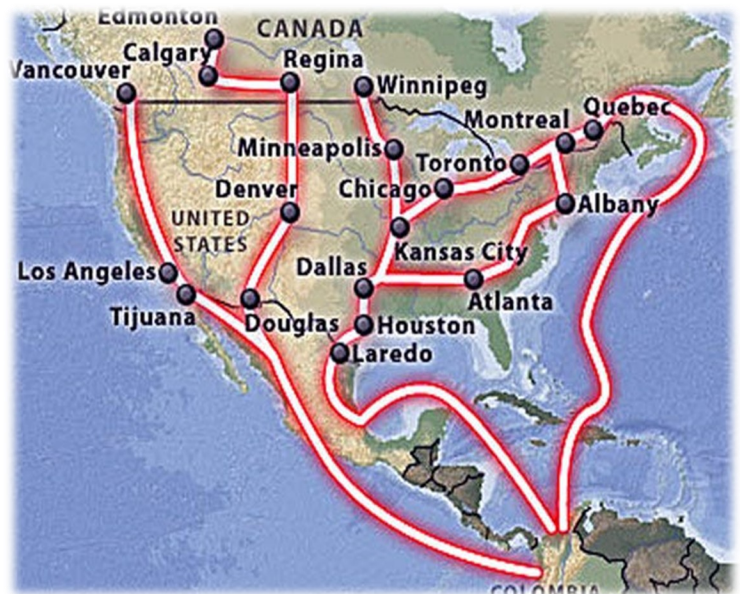 Edmonton
CANADA
Calgary
Regina
Vancouver
Winnipeg
Quebec
Montreal
Minneapolis
Toronto
Denver
Chicago
Albany
UNITED
STATES
Kansas City
Los Angeles
Dallas
Atlanta
Tijuana
Douglas
Houston
Laredo
COLOMBIA